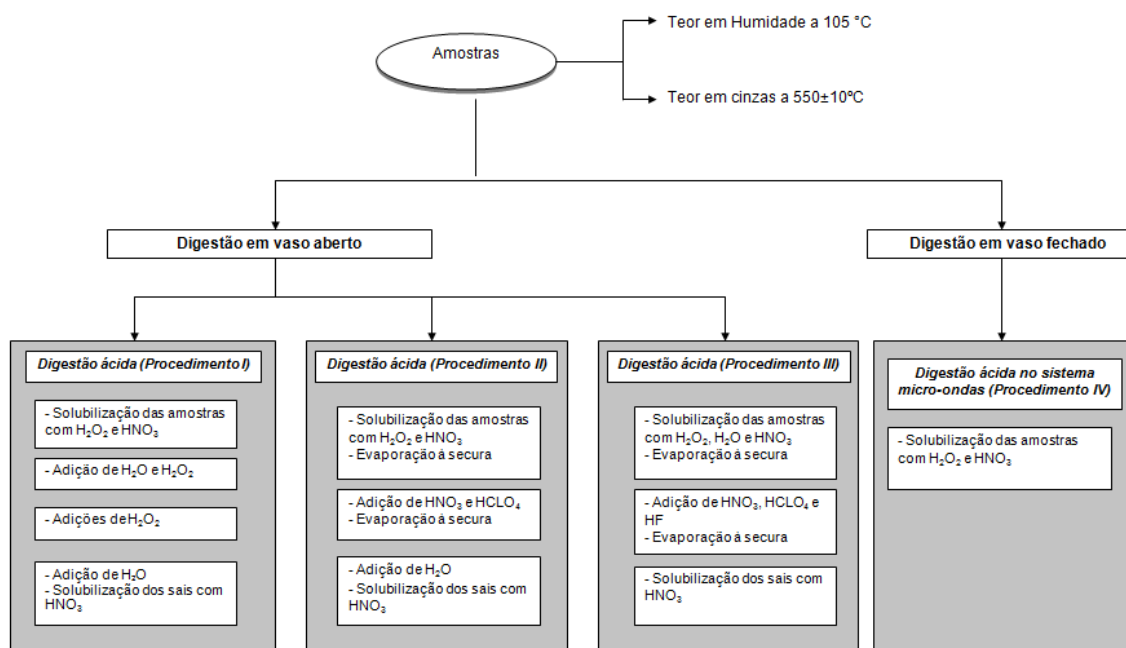 Teor em Humidade a 105 °C
Amostras
Teor em cinzas a 550±10ºC
Digestão em vaso aberto
Digestão em vaso fechado
Digestão ácida (Procedimento I)
- Solubilização das amostras
com H₂O₂ e HNO₃
- Adição de H₂O e H₂O₂
- Adições de H₂O₂
- Adição de H₂O
- Solubilização dos sais com
HNO₃
Digestão ácida (Procedimento II)
- Solubilização das amostras
com H₂O₂ e HNO₃
- Evaporação á secura
- Adição de HNO₃ e HCLO₄
- Evaporação á secura
- Adição de H₂O
- Solubilização dos sais com
HNO₃
Digestão ácida (Procedimento III)
- Solubilização das amostras
com H₂O₂, H₂O e HNO₃
- Evaporação á secura
- Adição de HNO₃, HCLO₄ e
HF
- Evaporação á secura
- Solubilização dos sais com
HNO₃
Digestão ácida no sistema
micro-ondas (Procedimento IV)
- Solubilização das amostras
com H₂O₂ e HNO₃